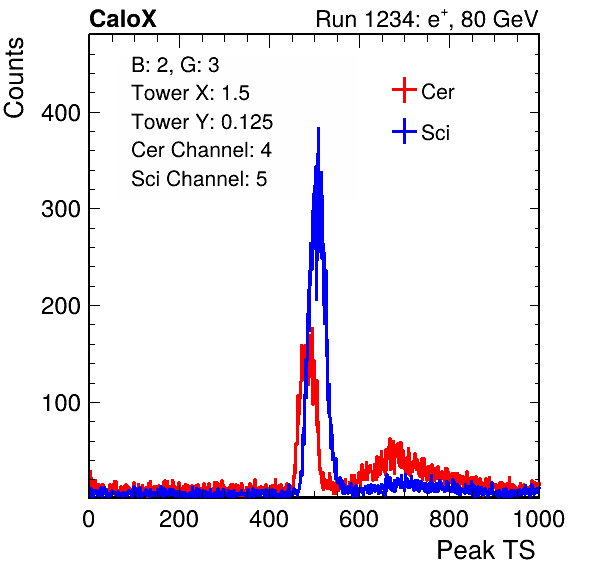 CaloX Run 1234: e⁺, 80 GeV
B: 2, G: 3
Tower X: 1.5
Tower Y: 0.125
Cer Channel: 4
Sci Channel: 5
Cer
Sci
Counts
400
300
200
100
0 200 400 600 800 1000
Peak TS